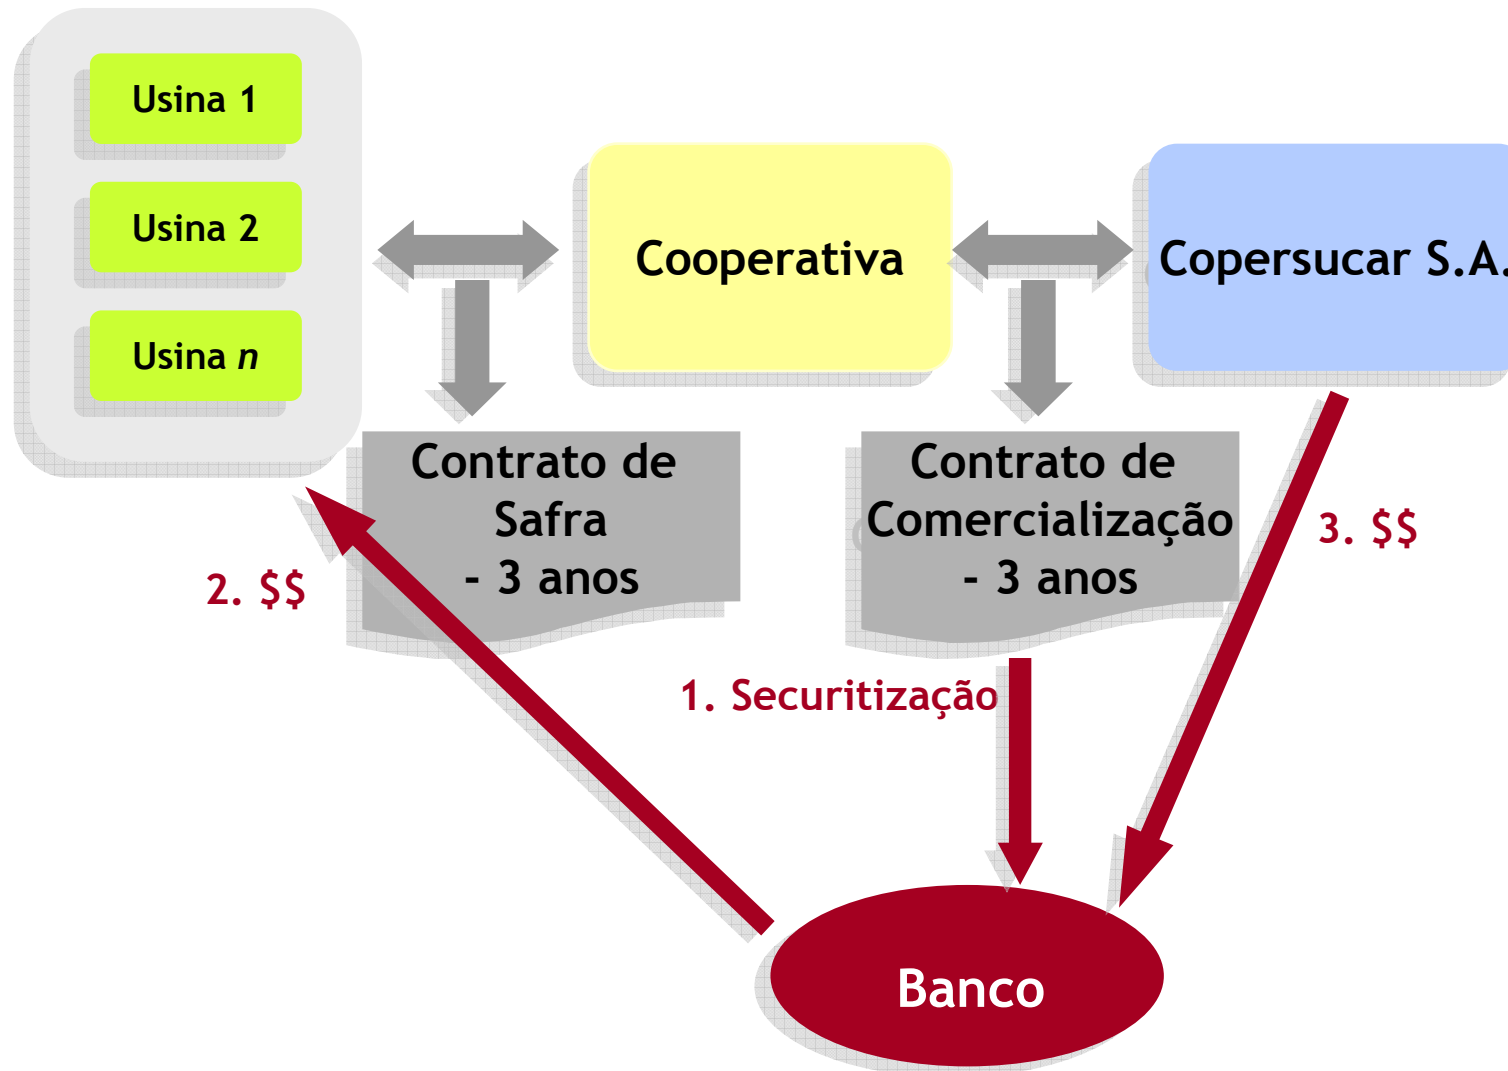 Usina 1
Usina 2
Usina n
Cooperativa
Copersucar S.A.
Contrato de
Safra
- 3 anos
Contrato de
Comercialização
- 3 anos
3. $$
2. $$
1. Securitização
Banco